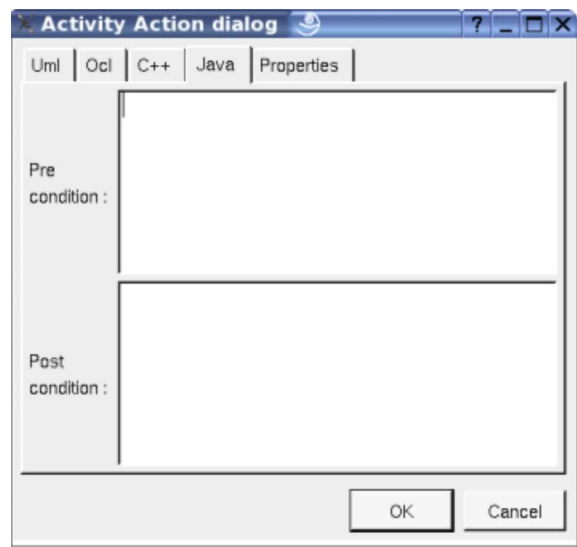 Activity Action dialog
?
Uml Ocl C++ Java Properties
Pre
condition :
Post
condition :
OK Cancel